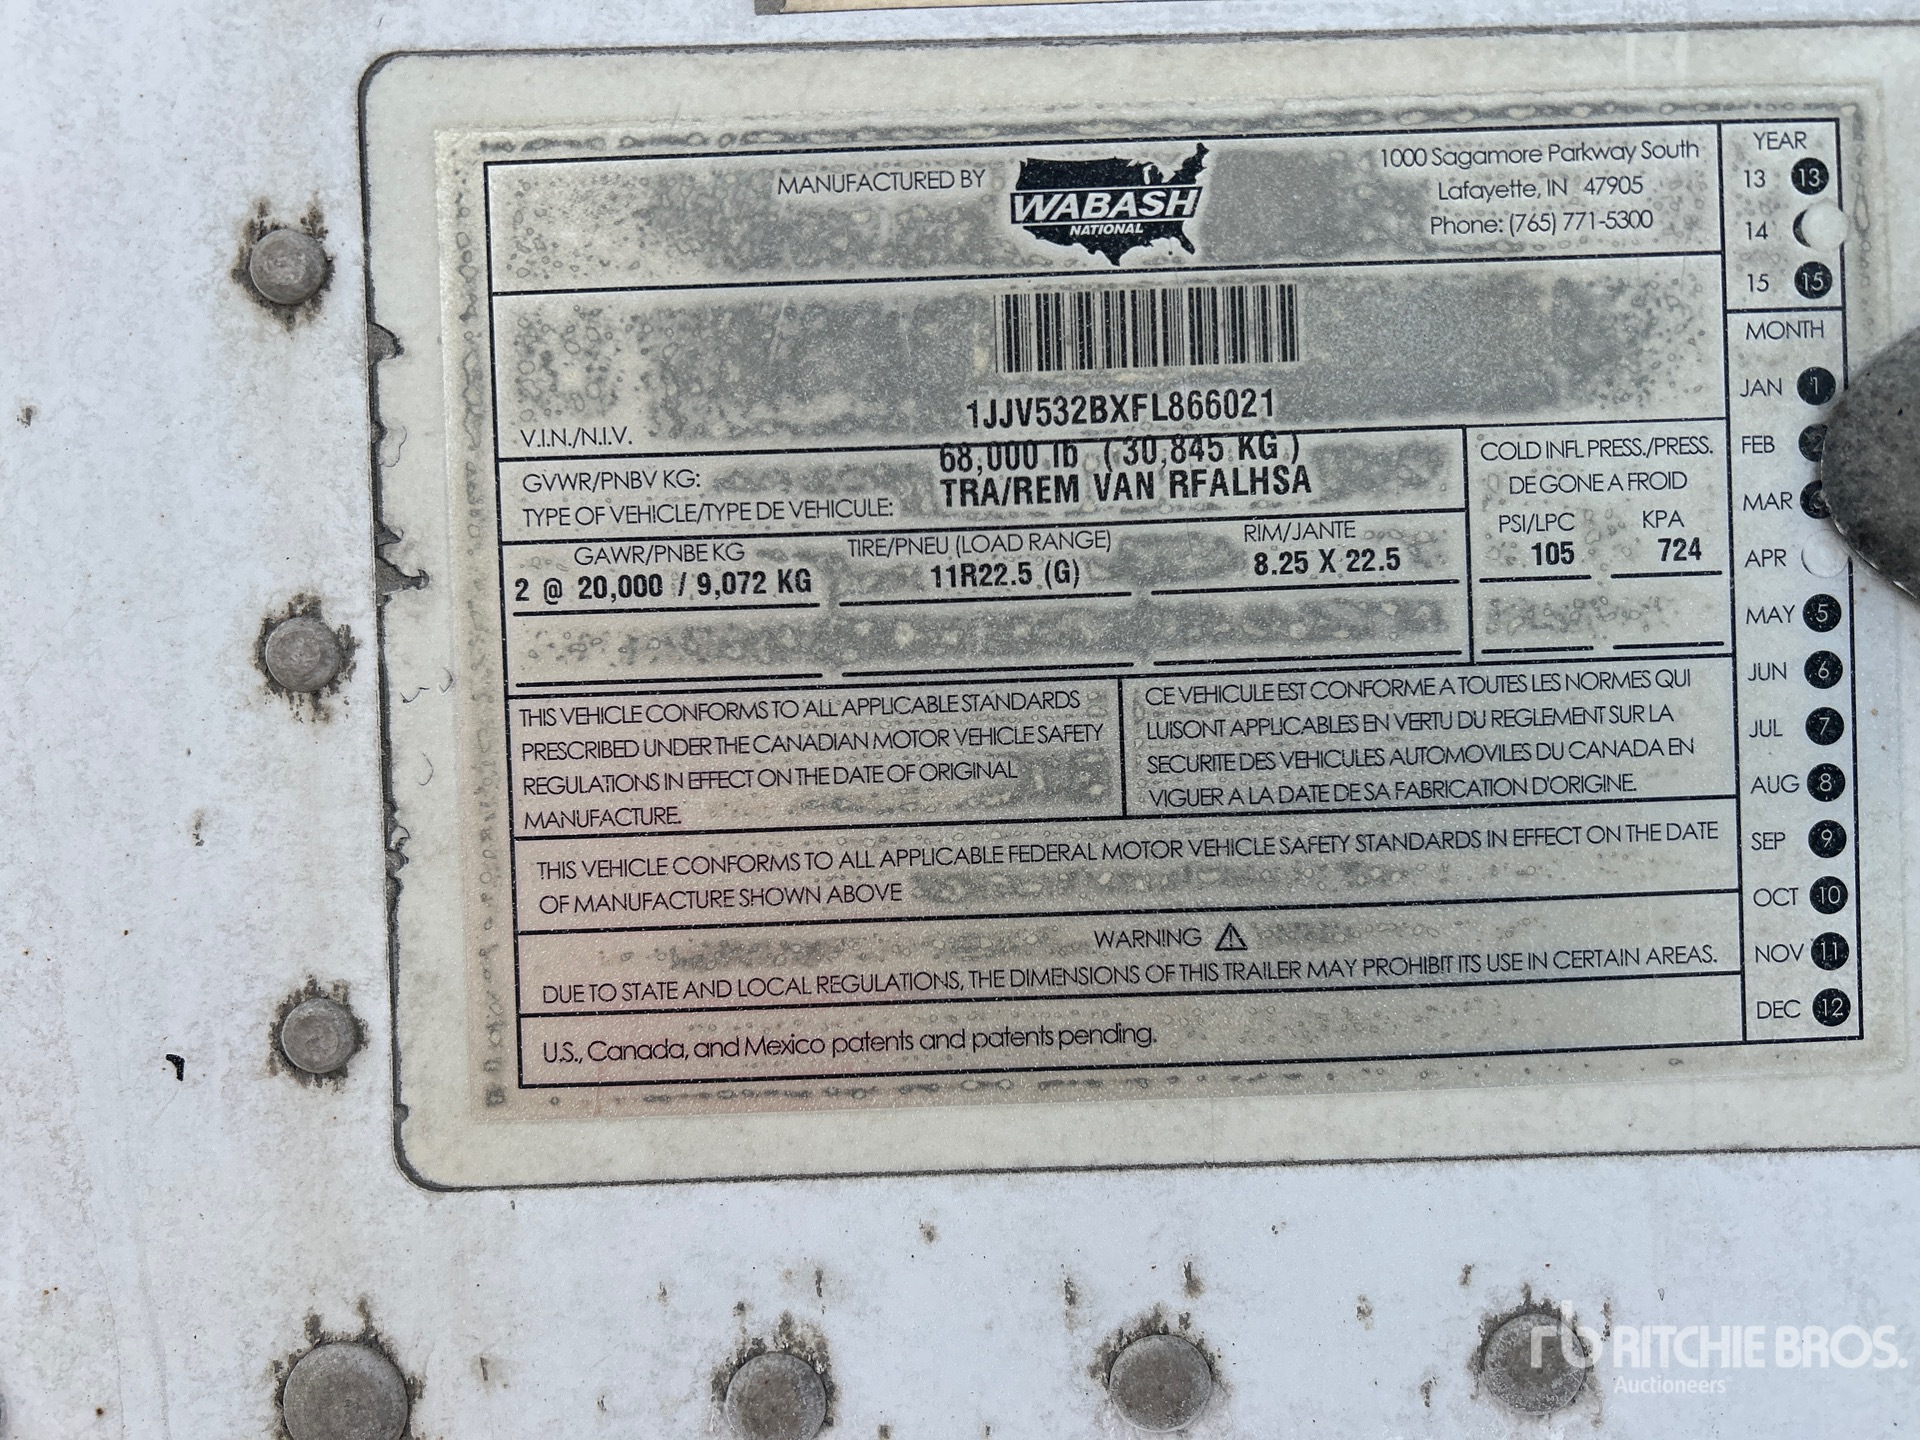 MANUFACTURED BY
WABASH
NATIONAL
1000 Sagamore Parkway South
Lafayette, IN 47905
Phone: (765) 771-5300
YEAR
13 13
14
15 15
MONTH
JAN 1
FEB
MAR
APR
MAY 5
JUN 6
JUL 7
AUG 8
SEP 9
OCT 10
NOV 11
DEC 12
1JJV532BXFL866021
V.I.N./N.I.V.
GVWR/PNBV KG: 68,000 lb ( 30,845 KG )
TYPE OF VEHICLE/TYPE DE VEHICULE: TRA/REM VAN RFALHSA
COLD INFL PRESS./PRESS.
DE GONE A FROID
PSI/LPC KPA
105 724
GAWR/PNBE KG TIRE/PNEU (LOAD RANGE) RIM/JANTE
2 @ 20,000 / 9,072 KG 11R22.5 (G) 8.25 X 22.5
THIS VEHICLE CONFORMS TO ALL APPLICABLE STANDARDS
PRESCRIBED UNDER THE CANADIAN MOTOR VEHICLE SAFETY
REGULATIONS IN EFFECT ON THE DATE OF ORIGINAL
MANUFACTURE.
CE VEHICULE EST CONFORME A TOUTES LES NORMES QUI
LUISONT APPLICABLES EN VERTU DU REGLEMENT SUR LA
SECURITE DES VEHICULES AUTOMOVILES DU CANADA EN
VIGUER A LA DATE DE SA FABRICATION D'ORIGINE.
THIS VEHICLE CONFORMS TO ALL APPLICABLE FEDERAL MOTOR VEHICLE SAFETY STANDARDS IN EFFECT ON THE DATE
OF MANUFACTURE SHOWN ABOVE
WARNING
DUE TO STATE AND LOCAL REGULATIONS, THE DIMENSIONS OF THIS TRAILER MAY PROHIBIT ITS USE IN CERTAIN AREAS.
U.S., Canada, and Mexico patents and patents pending.
rb RITCHIE BROS.
Auctioneers